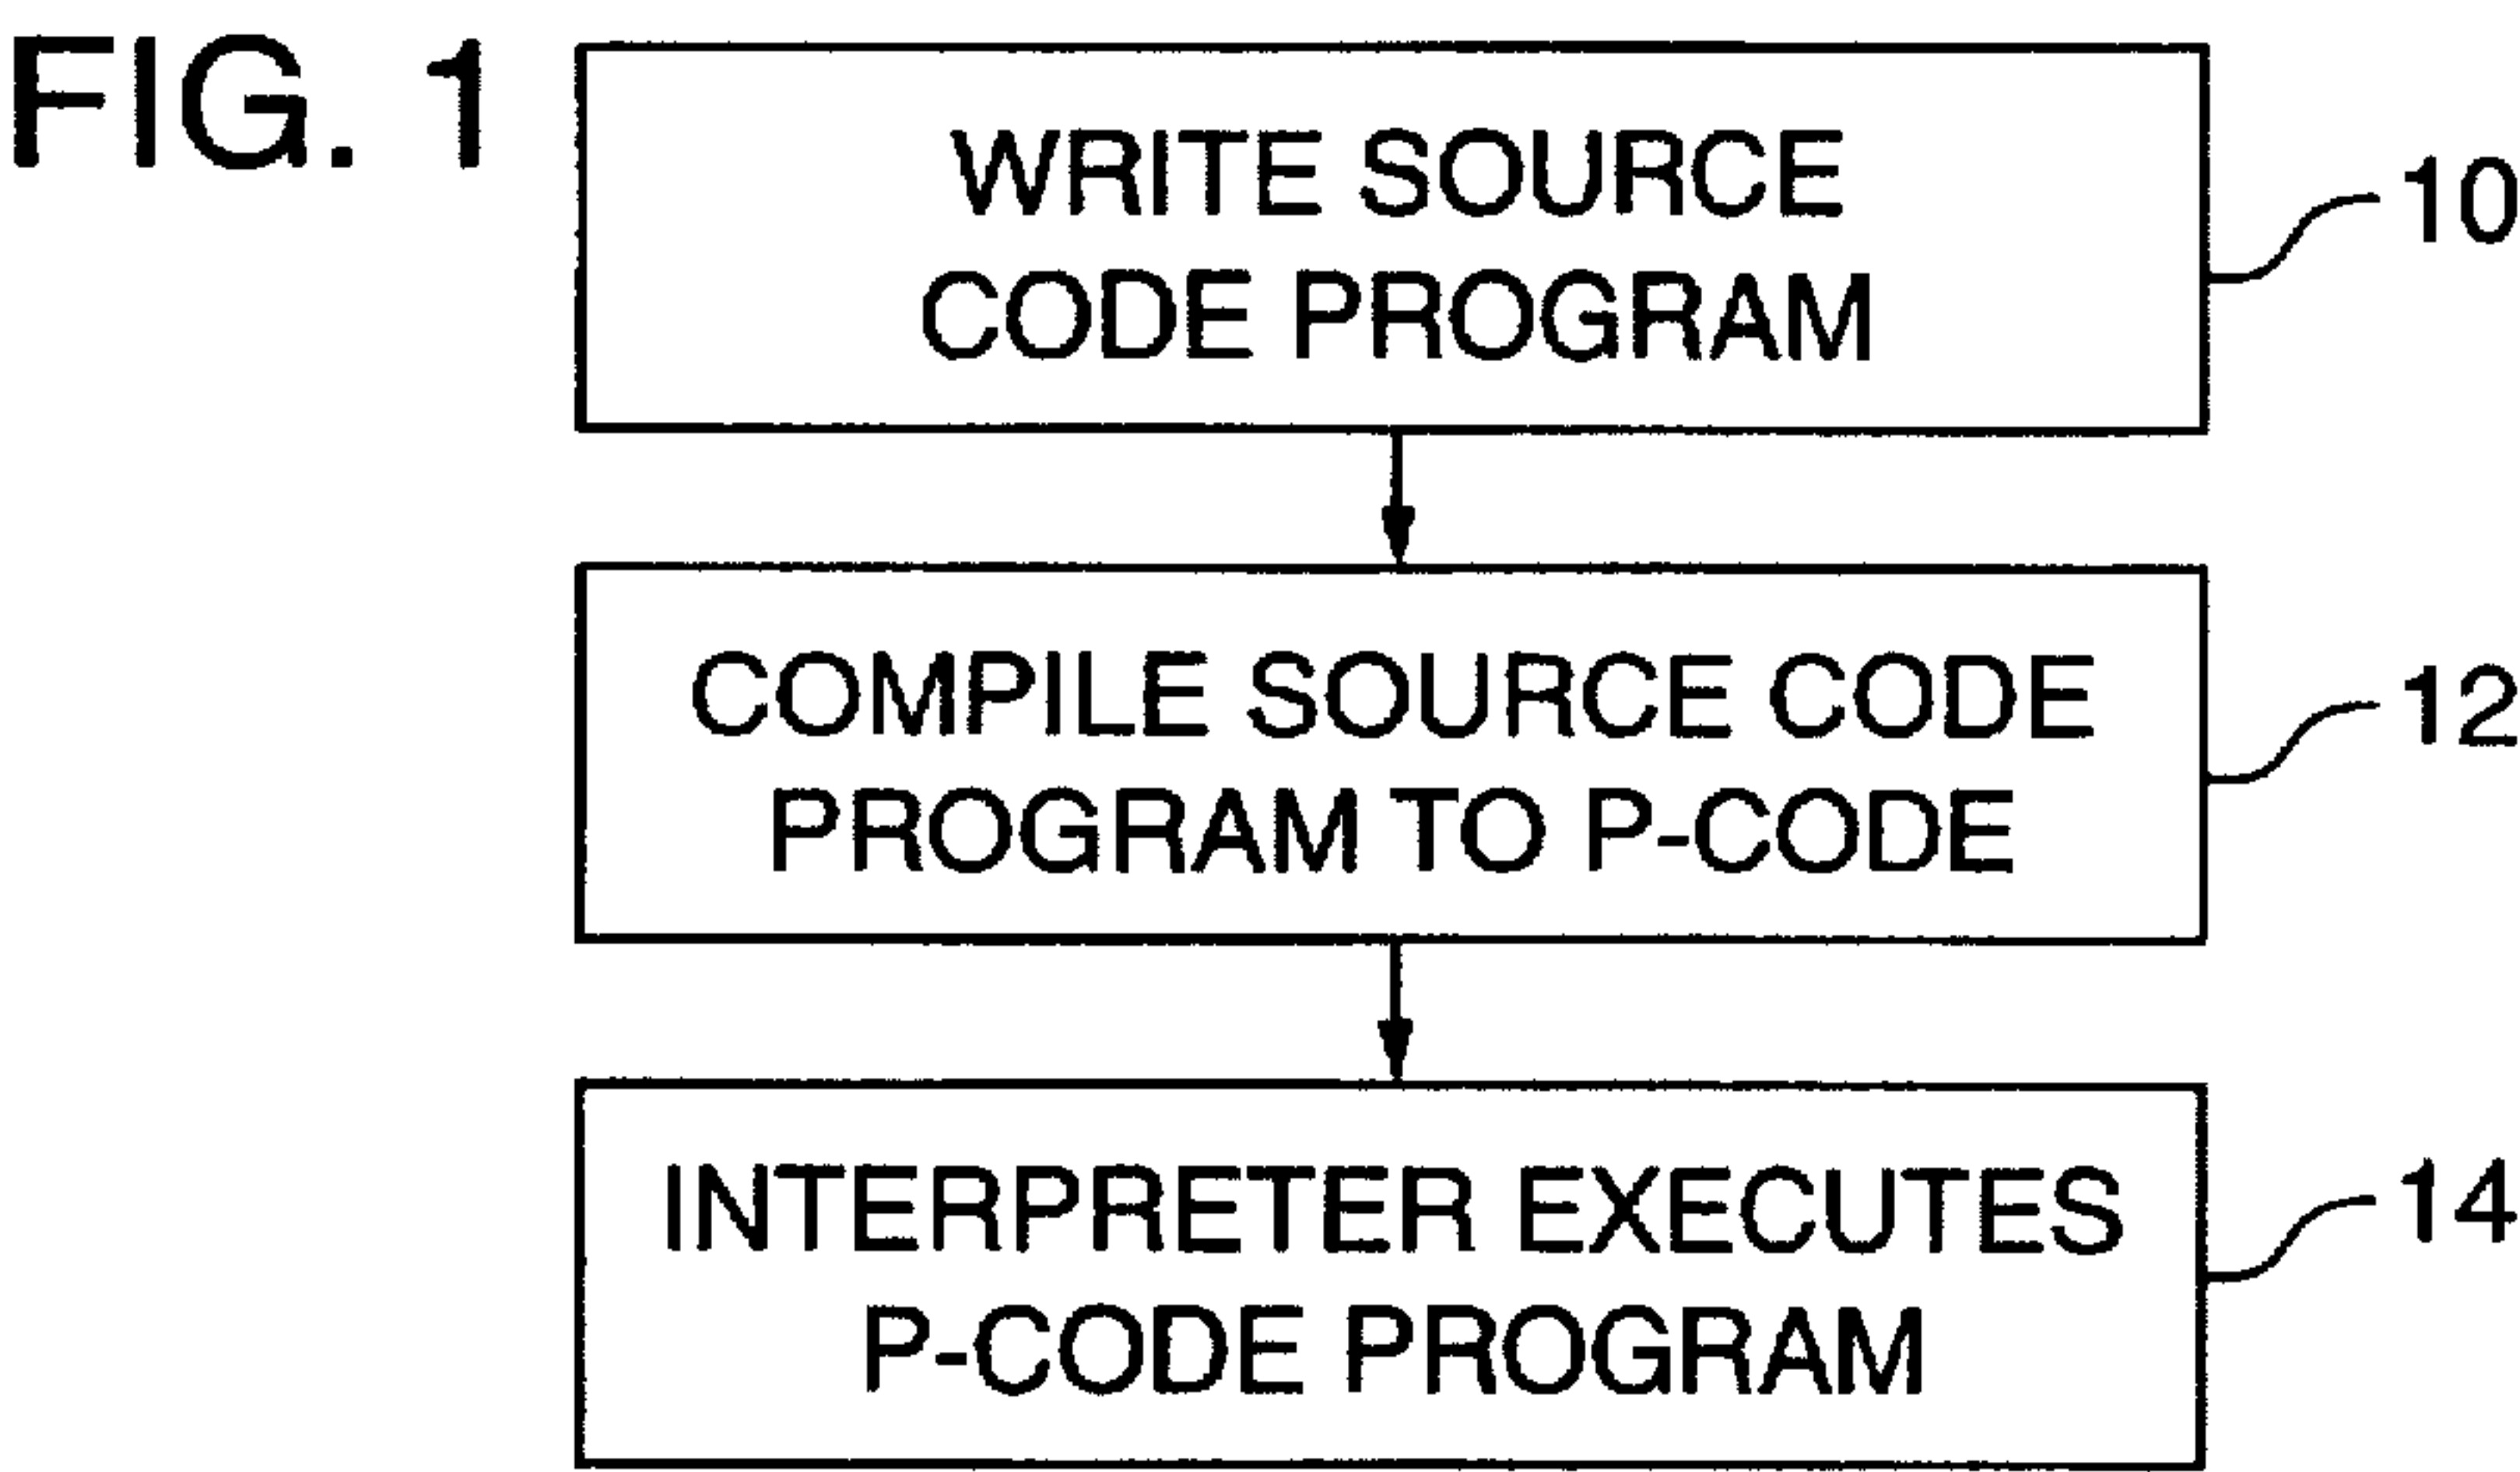 FIG. 1
WRITE SOURCE
CODE PROGRAM
10
COMPILE SOURCE CODE
PROGRAM TO P-CODE
12
INTERPRETER EXECUTES
P-CODE PROGRAM
14